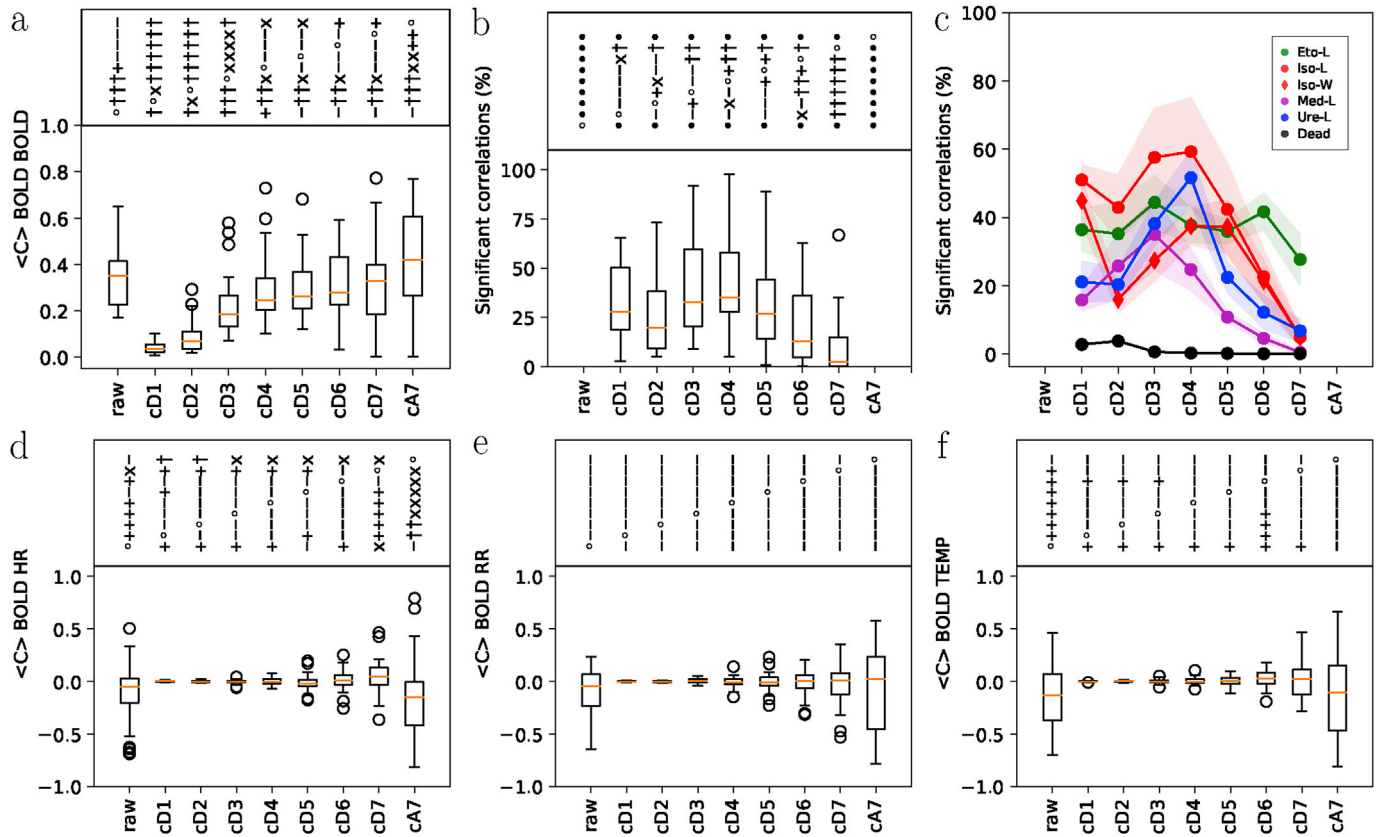 a
<C> BOLD BOLD
1.0
0.8
0.6
0.4
0.2
0.0
raw
cD1
cD2
cD3
cD4
cD5
cD6
cD7
cA7
b
Significant correlations (%)
100
75
50
25
0
raw
cD1
cD2
cD3
cD4
cD5
cD6
cD7
cA7
c
Significant correlations (%)
100
80
60
40
20
0
Eto-L
Iso-L
Iso-W
Med-L
Ure-L
Dead
raw
cD1
cD2
cD3
cD4
cD5
cD6
cD7
cA7
d
<C> BOLD HR
1.0
0.5
0.0
−0.5
−1.0
raw
cD1
cD2
cD3
cD4
cD5
cD6
cD7
cA7
e
<C> BOLD RR
1.0
0.5
0.0
−0.5
−1.0
raw
cD1
cD2
cD3
cD4
cD5
cD6
cD7
cA7
f
<C> BOLD TEMP
1.0
0.5
0.0
−0.5
−1.0
raw
cD1
cD2
cD3
cD4
cD5
cD6
cD7
cA7